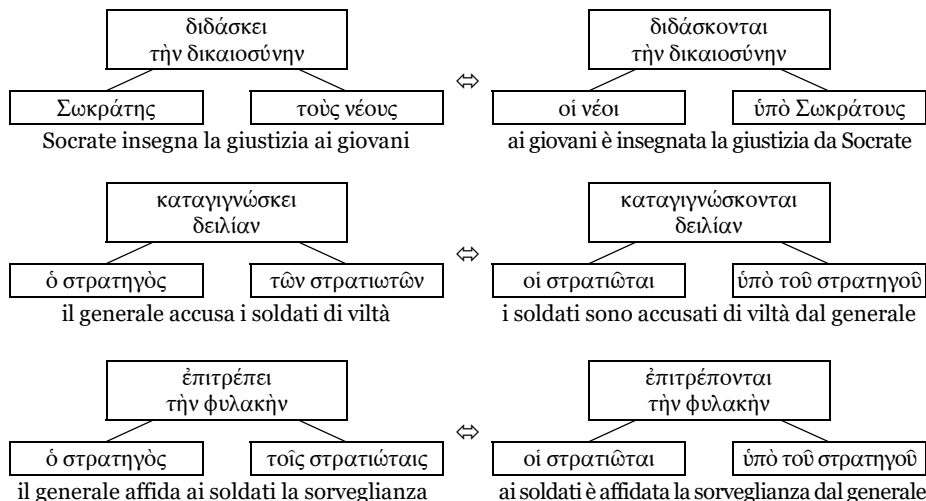 διδάσκει
τὴν δικαιοσύνην
διδάσκονται
τὴν δικαιοσύνην
⇔
Σωκράτης
τοὺς νέους
οἱ νέοι
ὑπὸ Σωκράτους
Socrate insegna la giustizia ai giovani
ai giovani è insegnata la giustizia da Socrate
καταγιγνώσκει
δειλίαν
καταγιγνώσκονται
δειλίαν
⇔
ὁ στρατηγὸς
τῶν στρατιωτῶν
οἱ στρατιῶται
ὑπὸ τοῦ στρατηγοῦ
il generale accusa i soldati di viltà
i soldati sono accusati di viltà dal generale
ἐπιτρέπει
τὴν φυλακὴν
ἐπιτρέπονται
τὴν φυλακὴν
⇔
ὁ στρατηγὸς
τοῖς στρατιώταις
οἱ στρατιῶται
ὑπὸ τοῦ στρατηγοῦ
il generale affida ai soldati la sorveglianza
ai soldati è affidata la sorveglianza dal generale